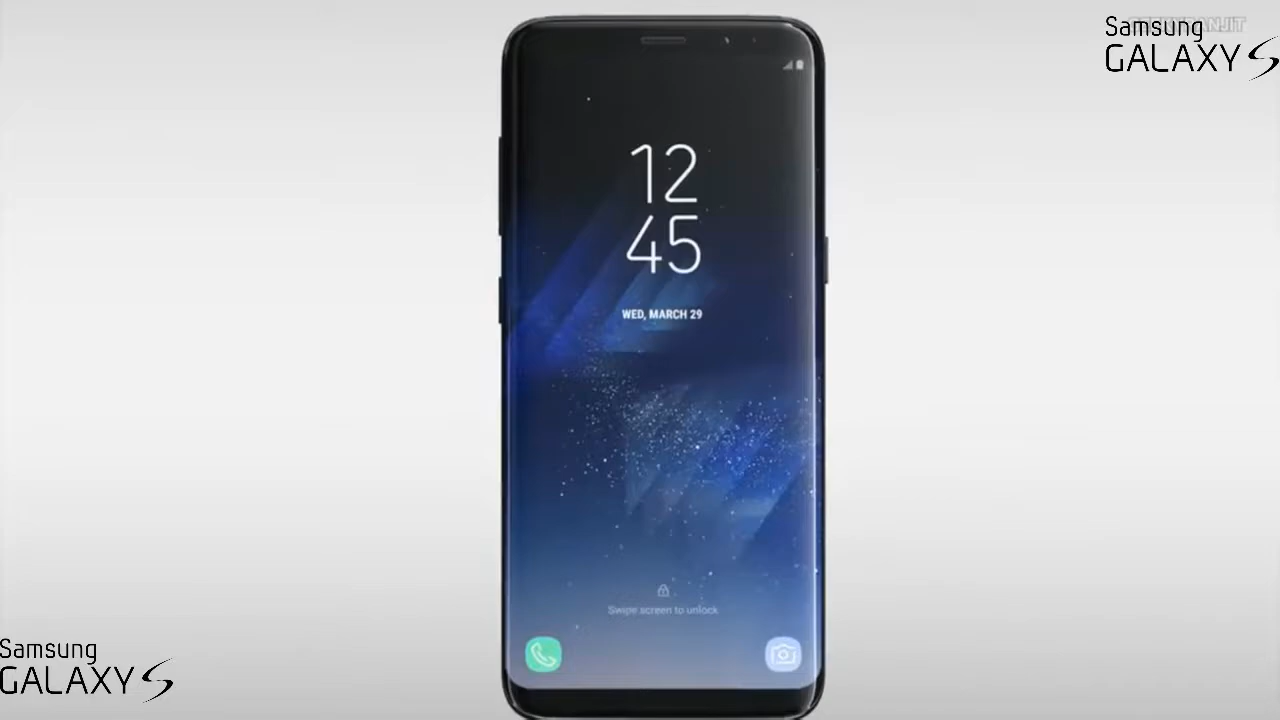 Samsung
GALAXY S
12
45
WED, MARCH 29
Swipe screen to unlock
Samsung
GALAXY S